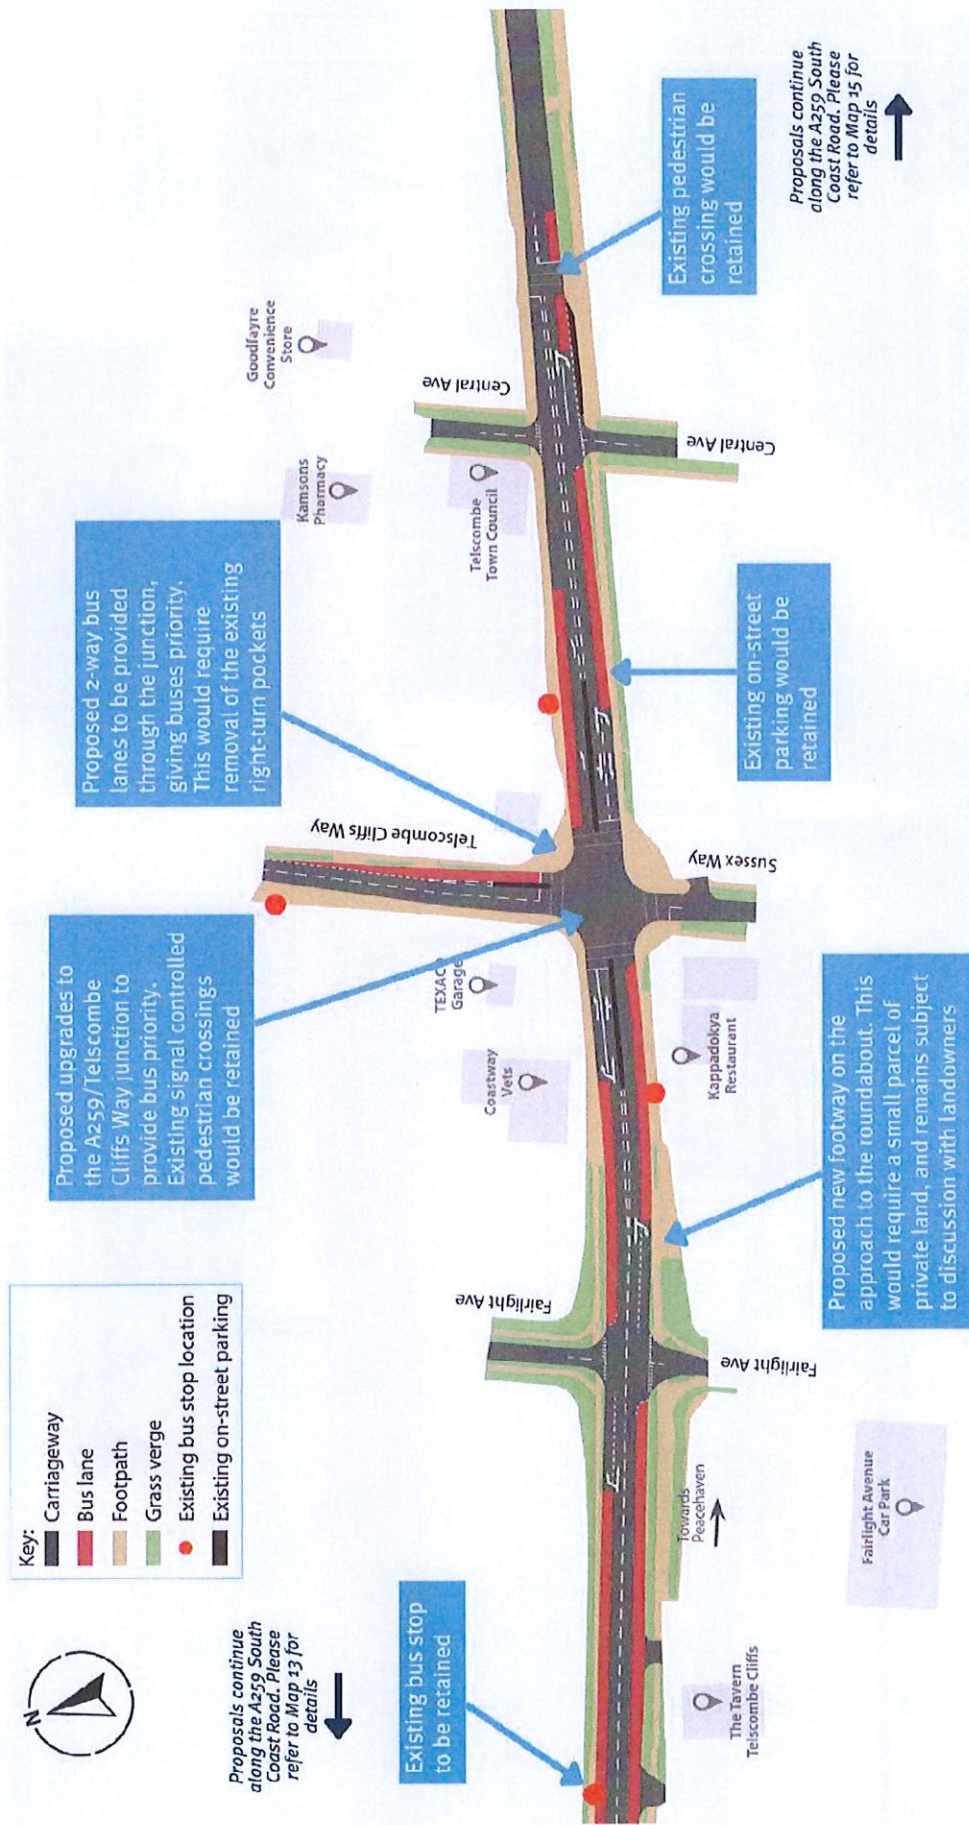 N
Key:
Carriageway
Bus lane
Footpath
Grass verge
Existing bus stop location
Existing on-street parking
Proposals continue
along the A259 South
Coast Road. Please
refer to Map 13 for
details
Existing bus stop
to be retained
Proposed upgrades to
the A259/Telscombe
Cliffs Way junction to
provide bus priority.
Existing signal controlled
pedestrian crossings
would be retained
Proposed 2-way bus
lanes to be provided
through the junction,
giving buses priority.
This would require
removal of the existing
right-turn pockets
Fairlight Ave
Coastway
Vets
TEXACO
Garage
Telscombe Cliffs Way
Telscombe
Town Council
Kamsons
Pharmacy
Goodfayre
Convenience
Store
Central Ave
The Tavern
Telscombe Cliffs
Towards
Peacehaven
Fairlight Avenue
Car Park
Fairlight Ave
Proposed new footway on the
approach to the roundabout. This
would require a small parcel of
private land, and remains subject
to discussion with landowners
Kappadokya
Restaurant
Sussex Way
Existing on-street
parking would be
retained
Central Ave
Existing pedestrian
crossing would be
retained
Proposals continue
along the A259 South
Coast Road. Please
refer to Map 15 for
details